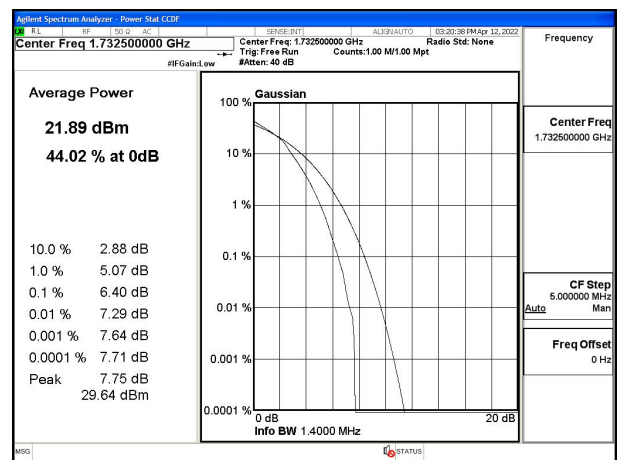 Agilent Spectrum Analyzer - Power Stat CCDF
RL RF 50 Ω AC SENSE:INT ALIGN AUTO 03:20:38 PM Apr 12, 2022
Center Freq 1.732500000 GHz
Center Freq: 1.732500000 GHz Radio Std: None
Trig: Free Run Counts:1.00 M/1.00 Mpt
#IFGain:Low #Atten: 40 dB
Frequency
Average Power
21.89 dBm
44.02 % at 0dB
10.0 % 2.88 dB
1.0 % 5.07 dB
0.1 % 6.40 dB
0.01 % 7.29 dB
0.001 % 7.64 dB
0.0001 % 7.71 dB
Peak 7.75 dB
29.64 dBm
Gaussian
100 %
10 %
1 %
0.1 %
0.01 %
0.001 %
0.0001 %
0 dB 20 dB
Info BW 1.4000 MHz
Center Freq
1.732500000 GHz
CF Step
5.000000 MHz
Auto Man
Freq Offset
0 Hz
MSG STATUS